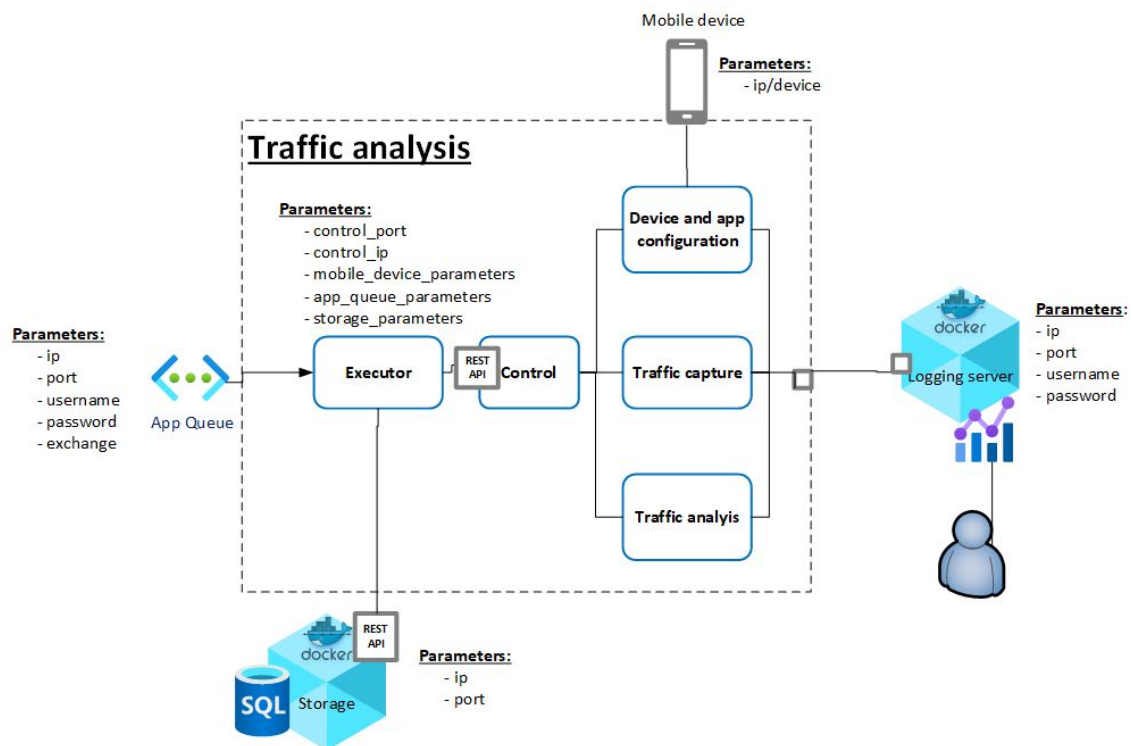 Mobile device
Parameters:
- ip/device
Traffic analysis
Parameters:
- control_port
- control_ip
- mobile_device_parameters
- app_queue_parameters
- storage_parameters
Device and app
configuration
Parameters:
- ip
- port
- username
- password
- exchange
App Queue
Executor
REST
API
Control
Traffic capture
docker
Logging server
Parameters:
- ip
- port
- username
- password
Traffic analyis
REST
API
docker
SQL
Storage
Parameters:
- ip
- port